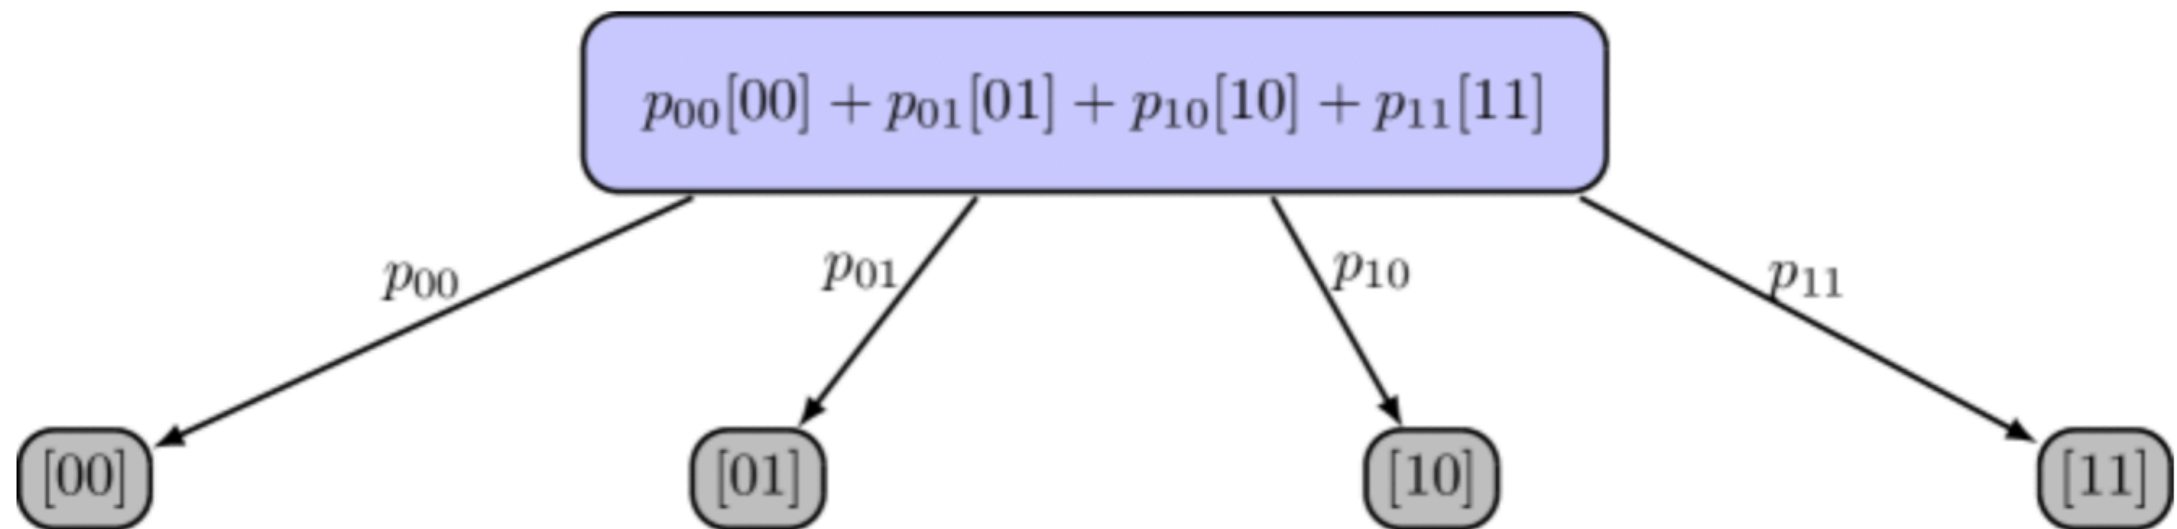 p₀₀[00] + p₀₁[01] + p₁₀[10] + p₁₁[11]
p₀₀ p₀₁ p₁₀ p₁₁
[00] [01] [10] [11]